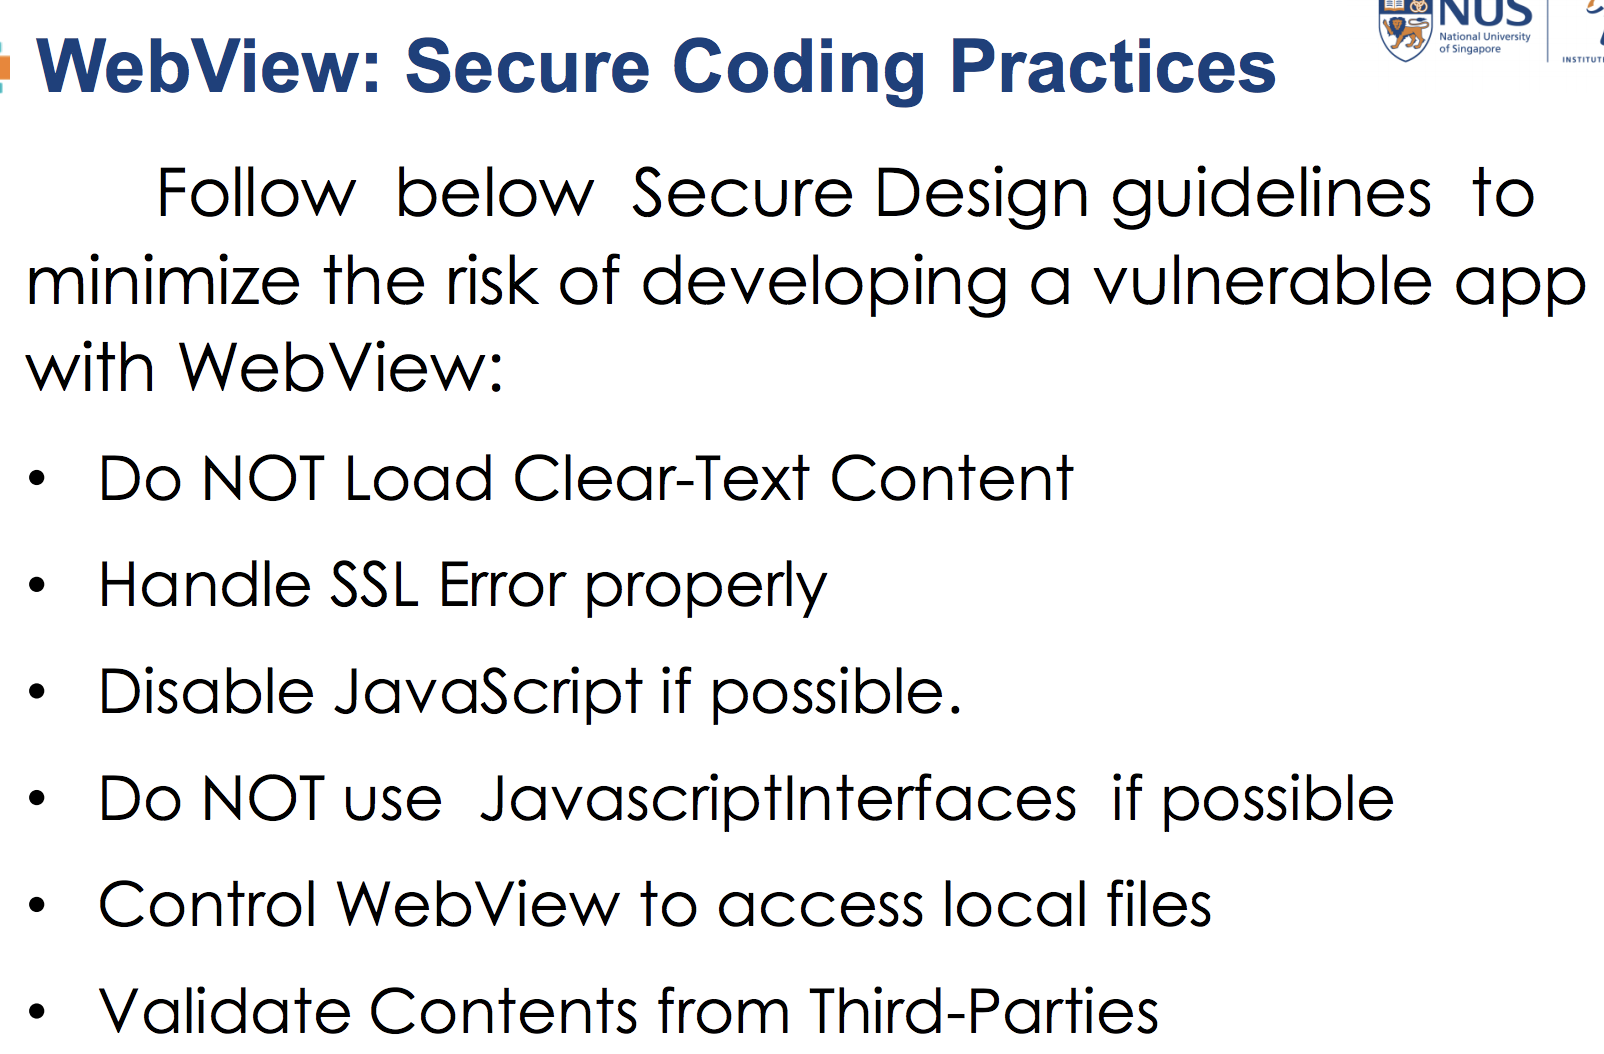 WebView: Secure Coding Practices
NUS
National University
of Singapore
Follow below Secure Design guidelines to
minimize the risk of developing a vulnerable app
with WebView:
• Do NOT Load Clear-Text Content
• Handle SSL Error properly
• Disable JavaScript if possible.
• Do NOT use JavascriptInterfaces if possible
• Control WebView to access local files
• Validate Contents from Third-Parties